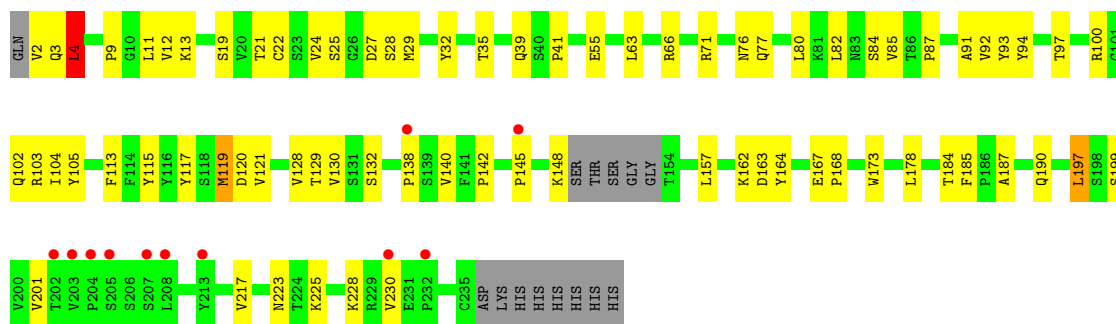 GLN V2 Q3 L4 P9 G10 L11 V12 K13 S19 V20 T21 C22 S23 V24 S25 G26 D27 S28 M29 Y32 T35 Q39 S40 P41 E55 L63 R66 R71 N76 Q77 L80 K81 L82 N83 S84 V85 T86 P87 A91 V92 Y93 Y94 T97 R100 G101
Q102 R103 I104 Y105 F113 F114 Y115 Y116 Y117 S118 M119 D120 V121 V128 T129 V130 S131 S132 P138 S139 V140 F141 P142 P145 K148 SER THR SER GLY GLY T154 L157 K162 D163 Y164 E167 P168 W173 L178 T184 F185 P186 A187 Q190 L197 S198 S199
V200 V201 T202 V203 P204 S205 S206 S207 L208 Y213 V217 N223 T224 K225 K228 R229 V230 E231 P232 C235 ASP LYS HIS HIS HIS HIS HIS HIS